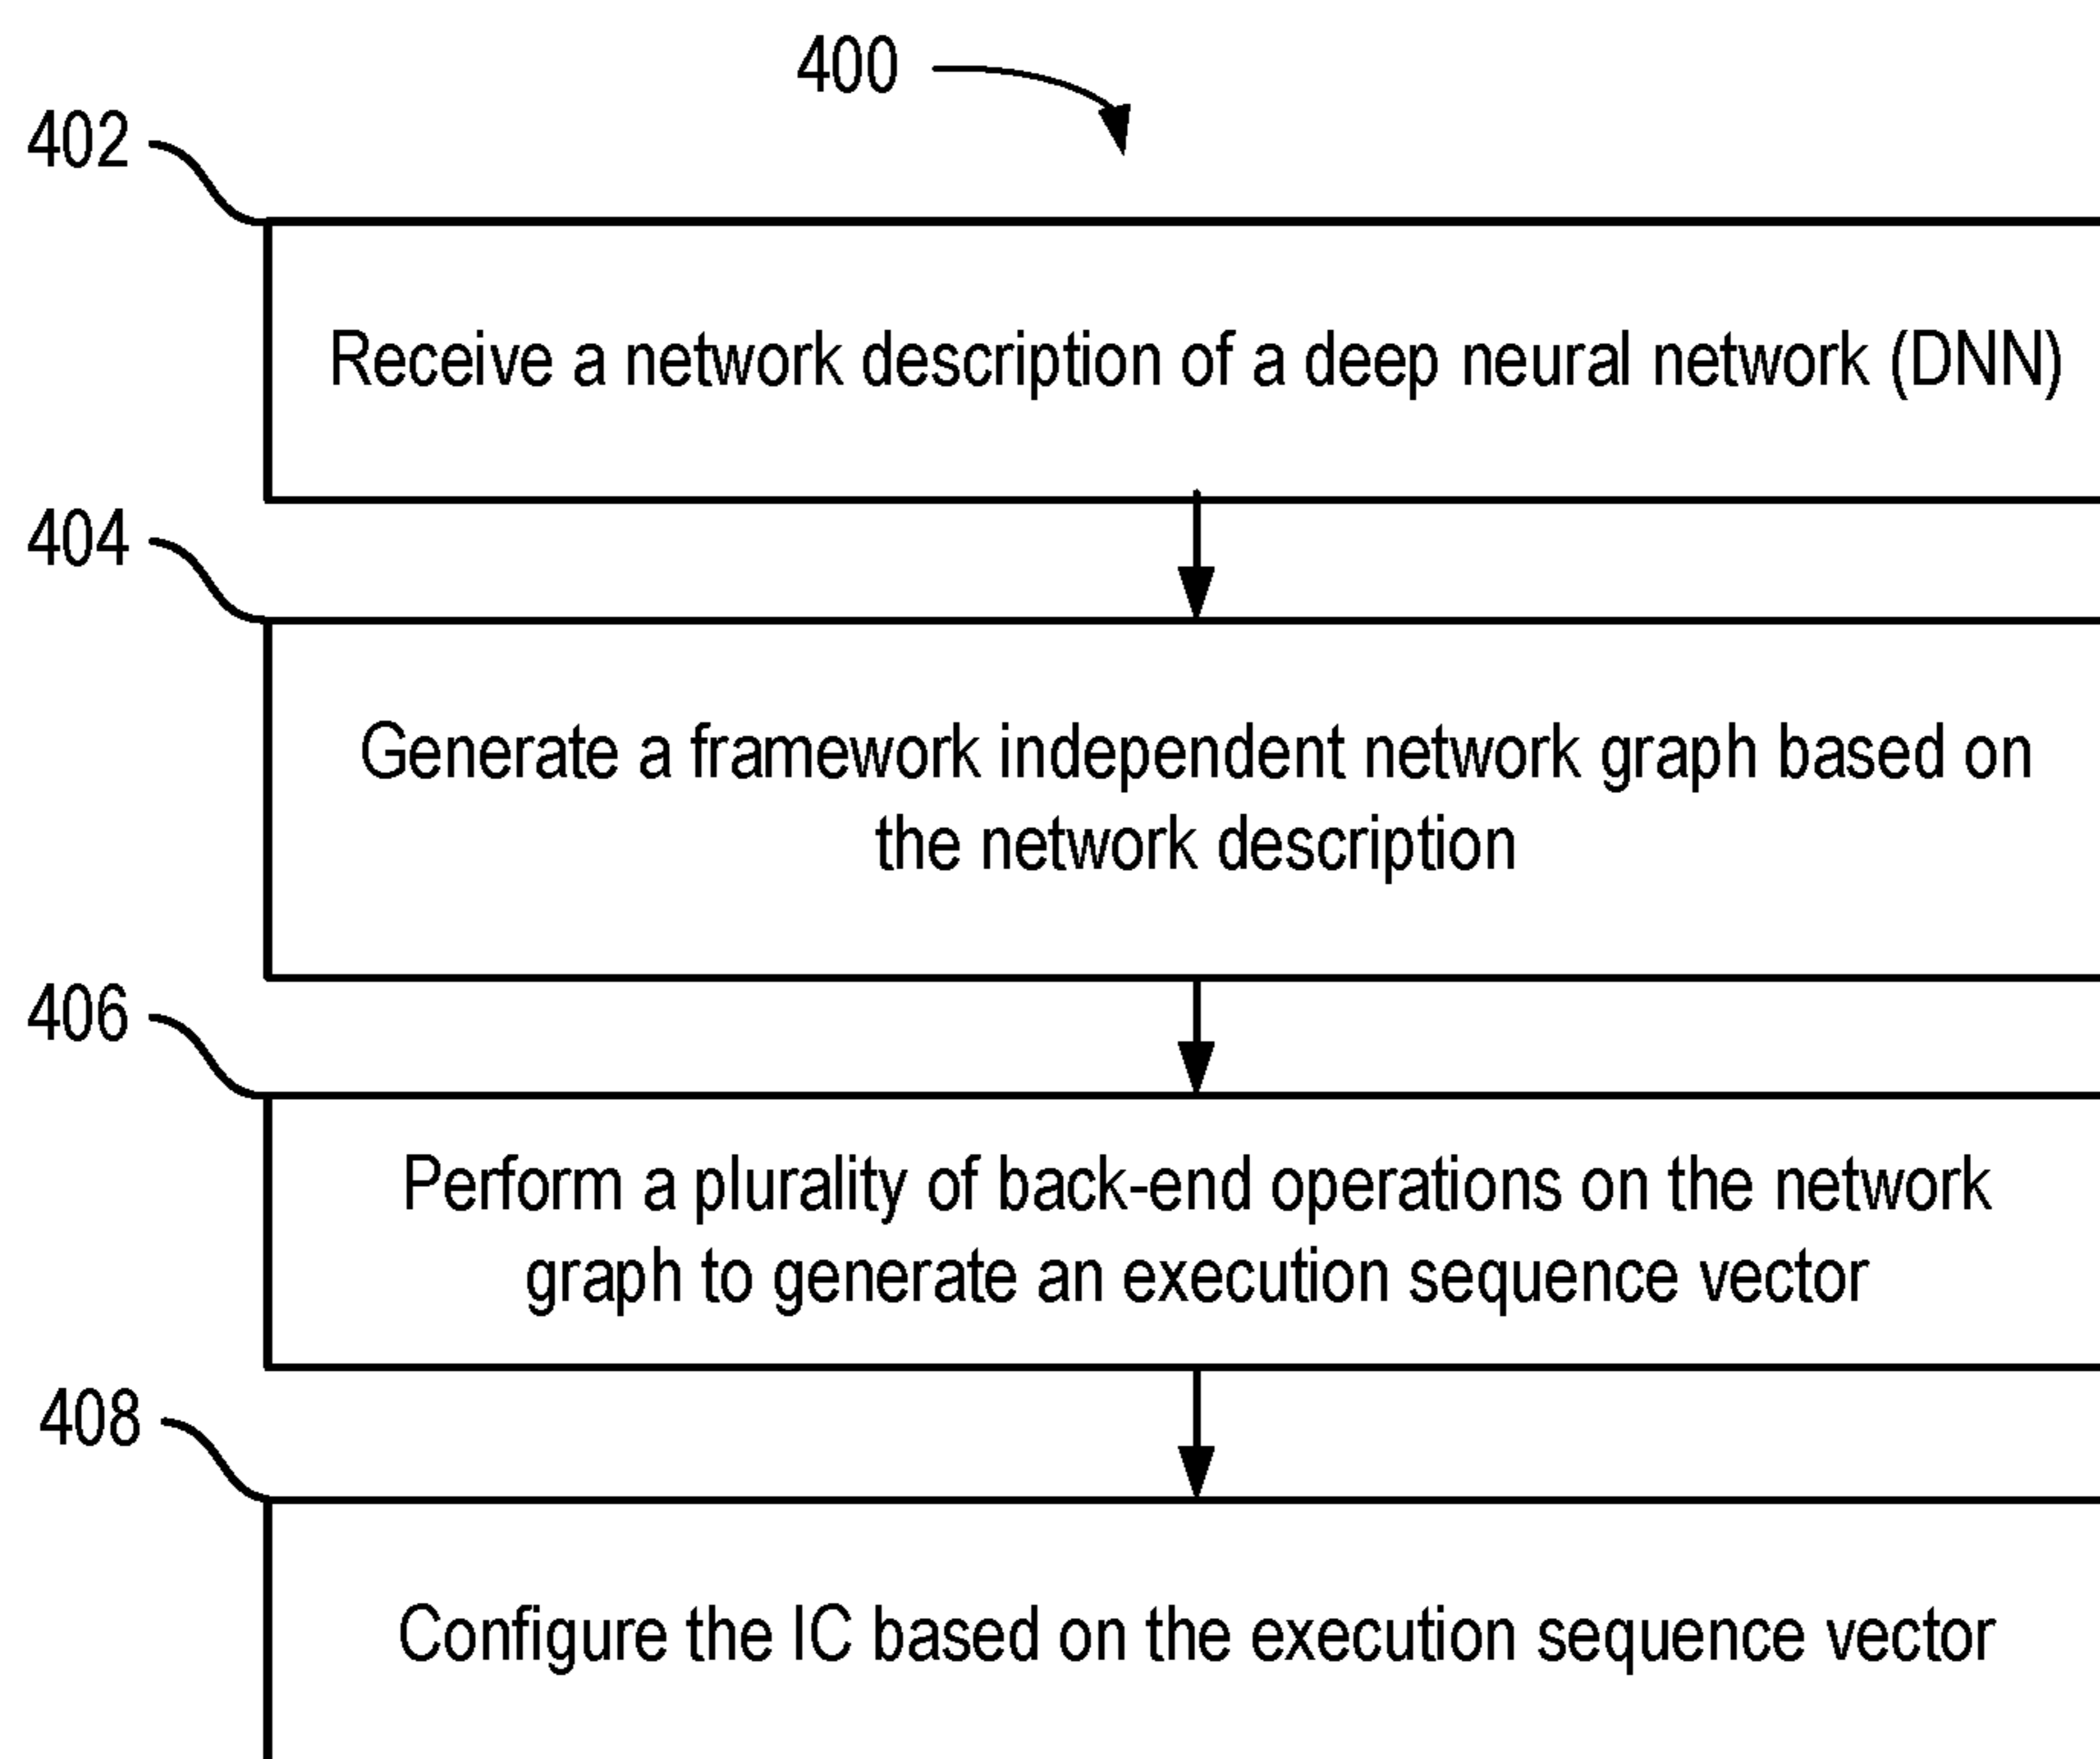 400
402
Receive a network description of a deep neural network (DNN)
404
Generate a framework independent network graph based on
the network description
406
Perform a plurality of back-end operations on the network
graph to generate an execution sequence vector
408
Configure the IC based on the execution sequence vector